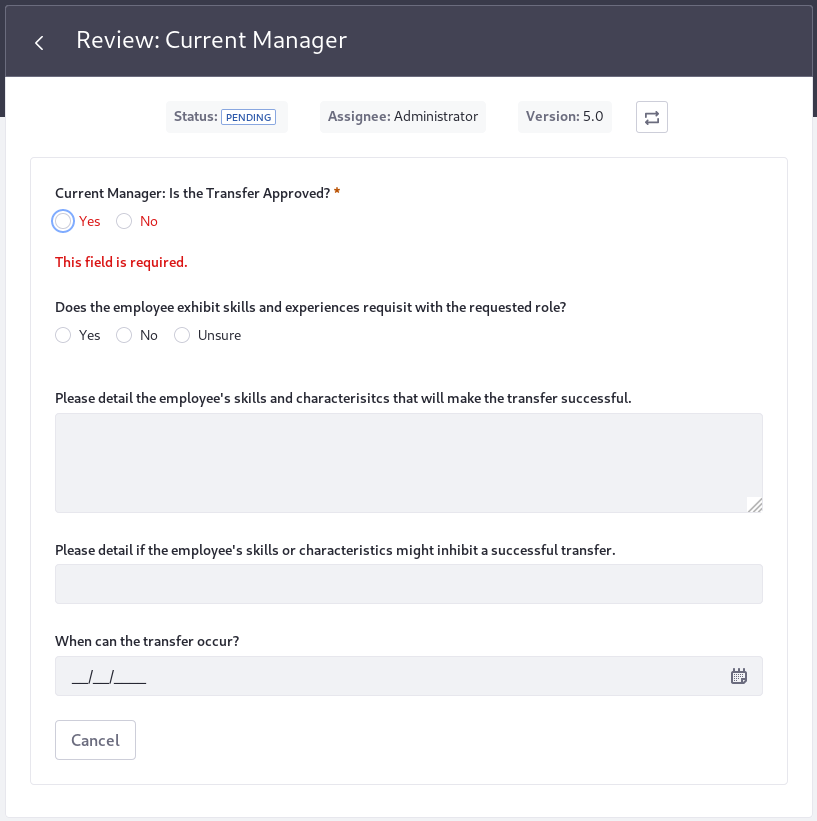 Review: Current Manager
Status: PENDING Assignee: Administrator Version: 5.0
Current Manager: Is the Transfer Approved? *
Yes No
This field is required.
Does the employee exhibit skills and experiences requisit with the requested role?
Yes No Unsure
Please detail the employee's skills and characterisitcs that will make the transfer successful.
Please detail if the employee's skills or characteristics might inhibit a successful transfer.
When can the transfer occur?
__/__/____
Cancel